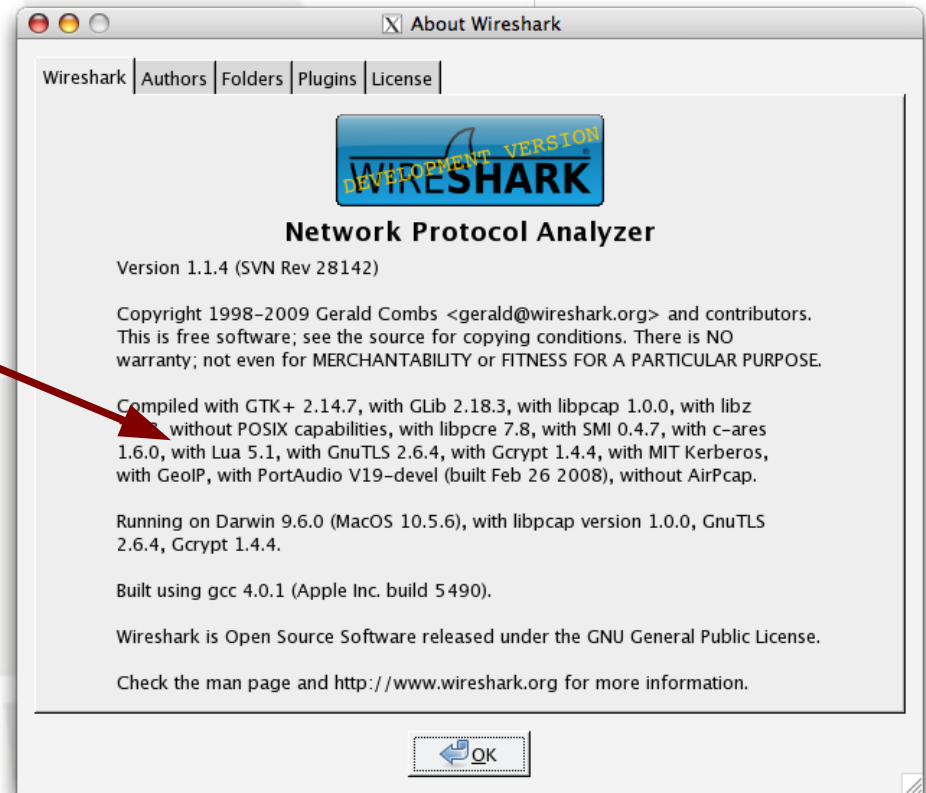 About Wireshark
Wireshark Authors Folders Plugins License
WIRESHARK
DEVELOPMENT VERSION
Network Protocol Analyzer
Version 1.1.4 (SVN Rev 28142)
Copyright 1998-2009 Gerald Combs <gerald@wireshark.org> and contributors.
This is free software; see the source for copying conditions. There is NO
warranty; not even for MERCHANTABILITY or FITNESS FOR A PARTICULAR PURPOSE.
Compiled with GTK+ 2.14.7, with GLib 2.18.3, with libpcap 1.0.0, with libz
without POSIX capabilities, with libpcre 7.8, with SMI 0.4.7, with c-ares
1.6.0, with Lua 5.1, with GnuTLS 2.6.4, with Gcrypt 1.4.4, with MIT Kerberos,
with GeoIP, with PortAudio V19-devel (built Feb 26 2008), without AirPcap.
Running on Darwin 9.6.0 (MacOS 10.5.6), with libpcap version 1.0.0, GnuTLS
2.6.4, Gcrypt 1.4.4.
Built using gcc 4.0.1 (Apple Inc. build 5490).
Wireshark is Open Source Software released under the GNU General Public License.
Check the man page and http://www.wireshark.org for more information.
OK